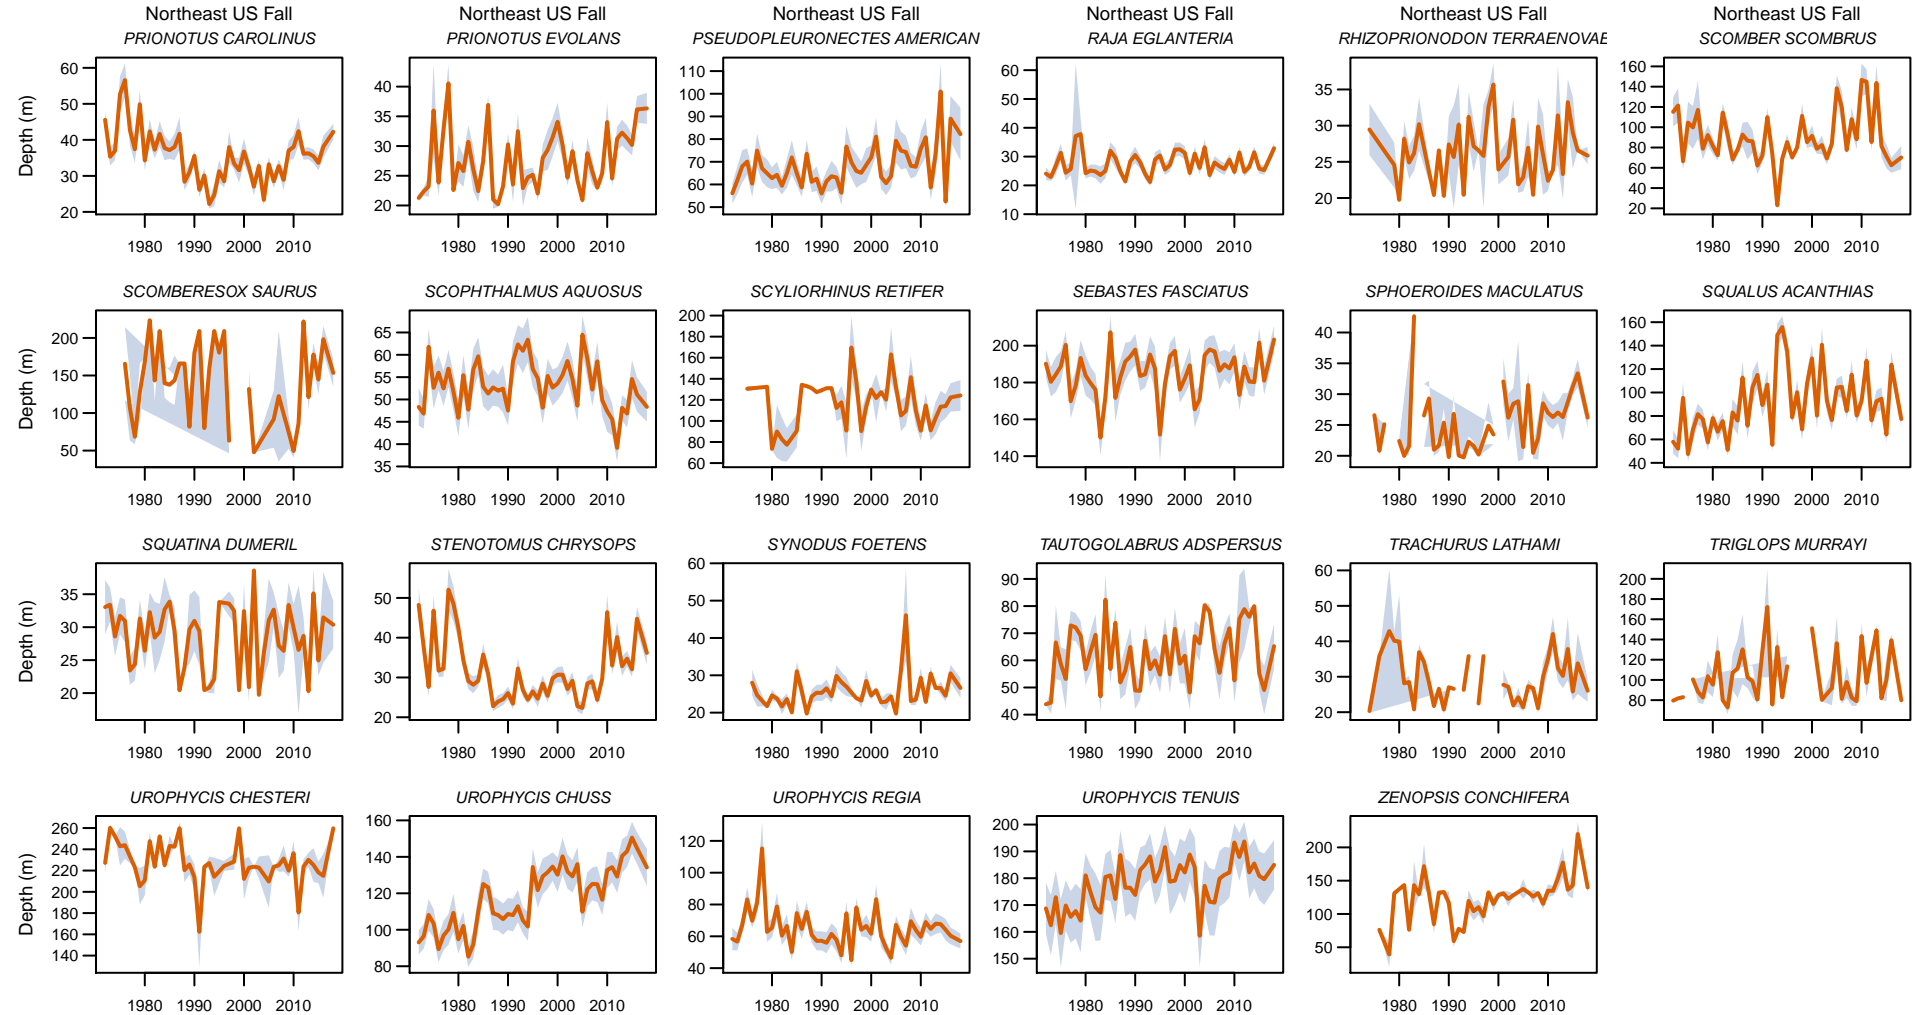 Northeast US Fall Northeast US Fall Northeast US Fall Northeast US Fall Northeast US Fall Northeast US Fall
PRIONOTUS CAROLINUS PRIONOTUS EVOLANS PSEUDOPLEURONECTES AMERICAN RAJA EGLANTERIA RHIZOPRIONODON TERRAENOVAE SCOMBER SCOMBRUS
Depth (m)
60 50 40 30 20
40 35 30 25 20
110 100 90 80 70 60 50
60 50 40 30 20 10
35 30 25 20
160 140 120 100 80 60 40 20
1980 1990 2000 2010 1980 1990 2000 2010 1980 1990 2000 2010 1980 1990 2000 2010 1980 1990 2000 2010 1980 1990 2000 2010
SCOMBERESOX SAURUS SCOPHTHALMUS AQUOSUS SCYLIORHINUS RETIFER SEBASTES FASCIATUS SPHOEROIDES MACULATUS SQUALUS ACANTHIAS
Depth (m)
200 150 100 50
65 60 55 50 45 40 35
200 180 160 140 120 100 80 60
200 180 160 140
40 35 30 25 20
160 140 120 100 80 60 40
1980 1990 2000 2010 1980 1990 2000 2010 1980 1990 2000 2010 1980 1990 2000 2010 1980 1990 2000 2010 1980 1990 2000 2010
SQUATINA DUMERIL STENOTOMUS CHRYSOPS SYNODUS FOETENS TAUTOGOLABRUS ADSPERSUS TRACHURUS LATHAMI TRIGLOPS MURRAYI
Depth (m)
35 30 25 20
50 40 30 20
60 50 40 30 20
90 80 70 60 50 40
60 50 40 30 20
200 180 160 140 120 100 80
1980 1990 2000 2010 1980 1990 2000 2010 1980 1990 2000 2010 1980 1990 2000 2010 1980 1990 2000 2010 1980 1990 2000 2010
UROPHYCIS CHESTERI UROPHYCIS CHUSS UROPHYCIS REGIA UROPHYCIS TENUIS ZENOPSIS CONCHIFERA
Depth (m)
260 240 220 200 180 160 140
160 140 120 100 80
120 100 80 60 40
200 190 180 170 160 150
200 150 100 50
1980 1990 2000 2010 1980 1990 2000 2010 1980 1990 2000 2010 1980 1990 2000 2010 1980 1990 2000 2010